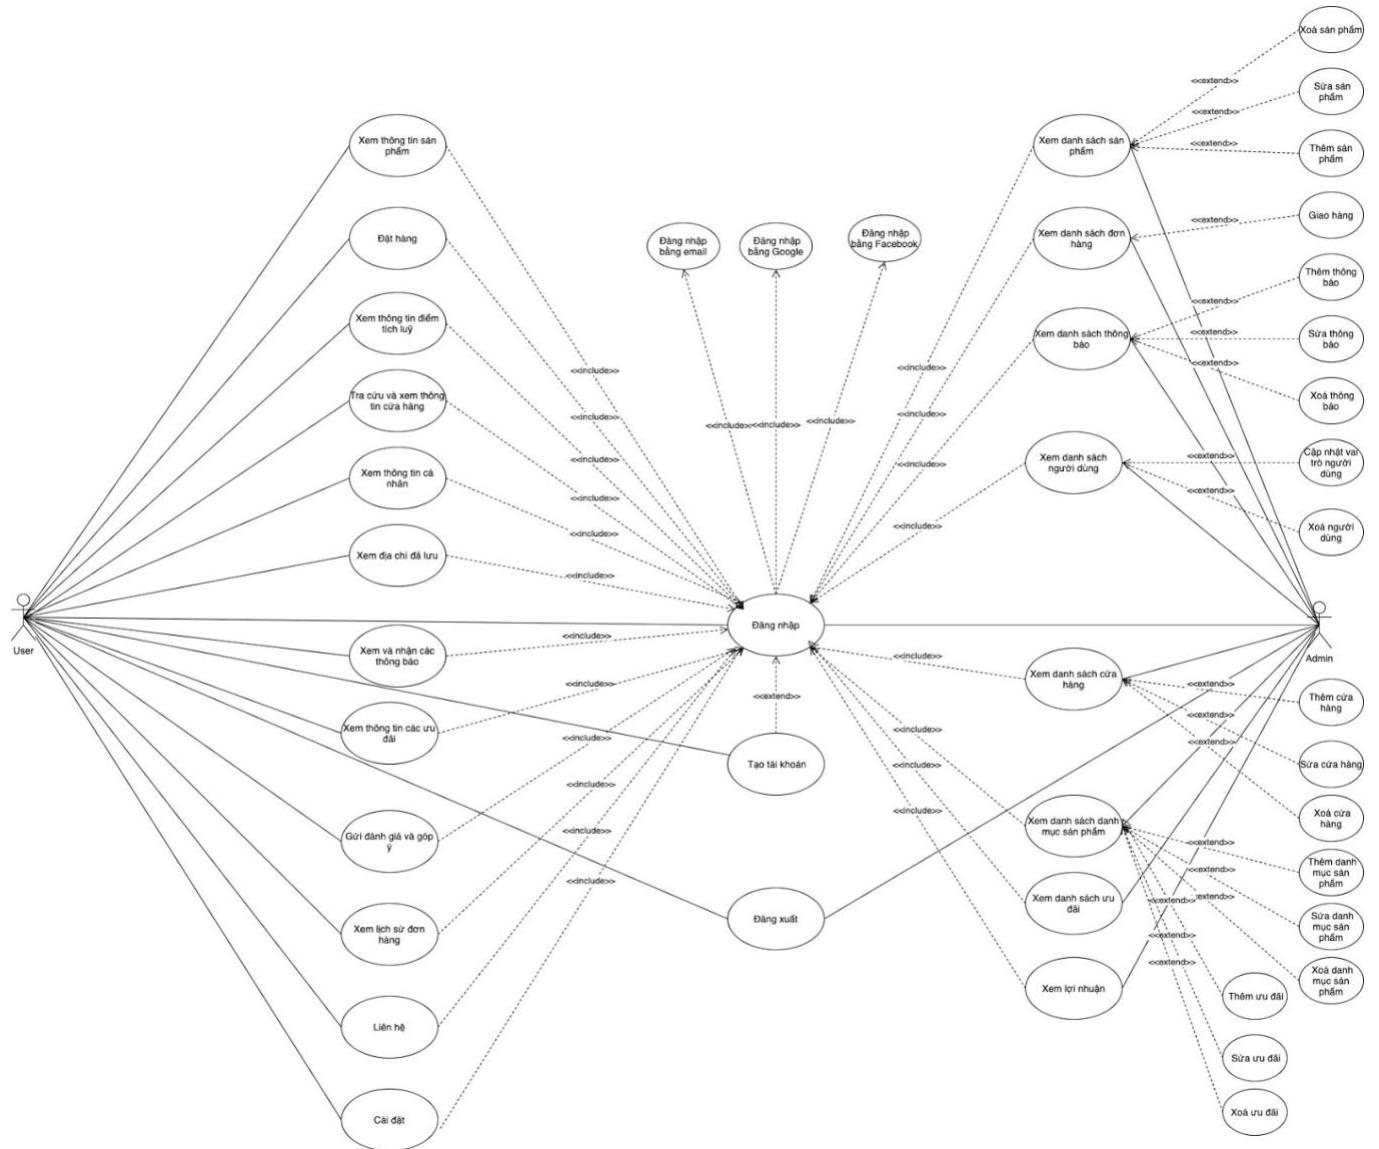 Xoá sản phẩm
<<extend>>
Sửa sản
phẩm
<<extend>>
Xem thông tin sản
phẩm
Xem danh sách sản
phẩm
<<extend>>
Thêm sản
phẩm
Đặt hàng
Đăng nhập
bằng email
Đăng nhập
bằng Google
Đăng nhập
bằng Facebook
Xem danh sách đơn
hàng
<<extend>>
Giao hàng
Thêm thông
báo
<<extend>>
Xem thông tin điểm
tích luỹ
Xem danh sách thông
báo
<<extend>>
Sửa thông
báo
<<extend>>
<<include>>
<<include>>
Tra cứu và xem thông
tin cửa hàng
Xoá thông
báo
<<include>>
<<include>>
<<include>>
<<include>>
<<include>>
<<include>>
<<include>>
Xem thông tin cá
nhân
Xem danh sách
người dùng
<<extend>>
Cập nhật vai
trò người
dùng
<<include>>
<<extend>>
<<include>>
<<include>>
Xoá người
dùng
Xem địa chỉ đã lưu
<<include>>
User
Đăng nhập
Admin
Xem và nhận các
thông báo
<<include>>
<<include>>
Xem danh sách cửa
hàng
<<include>>
<<extend>>
<<extend>>
Thêm cửa
hàng
<<extend>>
Xem thông tin các ưu
đãi
<<include>>
<<include>>
<<extend>>
Tạo tài khoản
<<include>>
Sửa cửa hàng
<<include>>
<<include>>
Gửi đánh giá và góp
ý
<<include>>
Xem danh sách danh
mục sản phẩm
Xoá cửa
hàng
<<extend>>
Thêm danh
mục sản
phẩm
<<include>>
<<extend>>
Xem danh sách ưu
đãi
<<extend>>
extend>>
Đăng xuất
Xem lịch sử đơn
hàng
<<extend>>
Sửa danh
mục sản
phẩm
<<extend>>
Xem lợi nhuận
Thêm ưu đãi
Xoá danh
mục sản
phẩm
Liên hệ
Sửa ưu đãi
Cài đặt
Xoá ưu đãi